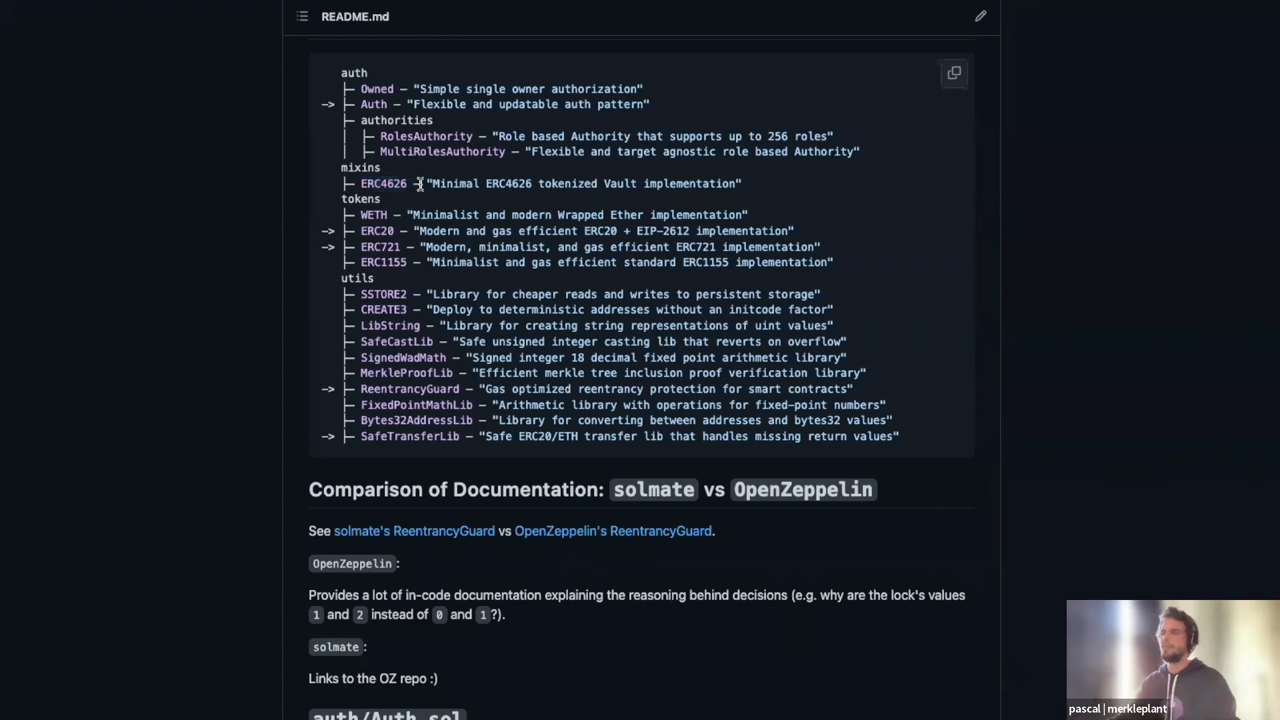 README.md
auth
├─ Owned — "Simple single owner authorization"
—> ├─ Auth — "Flexible and updatable auth pattern"
├─ authorities
│  ├─ RolesAuthority — "Role based Authority that supports up to 256 roles"
│  ├─ MultiRolesAuthority — "Flexible and target agnostic role based Authority"
mixins
├─ ERC4626 — "Minimal ERC4626 tokenized Vault implementation"
tokens
├─ WETH — "Minimalist and modern Wrapped Ether implementation"
—> ├─ ERC20 — "Modern and gas efficient ERC20 + EIP-2612 implementation"
—> ├─ ERC721 — "Modern, minimalist, and gas efficient ERC721 implementation"
├─ ERC1155 — "Minimalist and gas efficient standard ERC1155 implementation"
utils
├─ SSTORE2 — "Library for cheaper reads and writes to persistent storage"
├─ CREATE3 — "Deploy to deterministic addresses without an initcode factor"
├─ LibString — "Library for creating string representations of uint values"
├─ SafeCastLib — "Safe unsigned integer casting lib that reverts on overflow"
├─ SignedWadMath — "Signed integer 18 decimal fixed point arithmetic library"
├─ MerkleProofLib — "Efficient merkle tree inclusion proof verification library"
—> ├─ ReentrancyGuard — "Gas optimized reentrancy protection for smart contracts"
├─ FixedPointMathLib — "Arithmetic library with operations for fixed-point numbers"
├─ Bytes32AddressLib — "Library for converting between addresses and bytes32 values"
—> ├─ SafeTransferLib — "Safe ERC20/ETH transfer lib that handles missing return values"
Comparison of Documentation: solmate vs OpenZeppelin
See solmate's ReentrancyGuard vs OpenZeppelin's ReentrancyGuard.
OpenZeppelin:
Provides a lot of in-code documentation explaining the reasoning behind decisions (e.g. why are the lock's values
1 and 2 instead of 0 and 1?).
solmate:
Links to the OZ repo :)
auth/Auth.sol
pascal | merkleplant